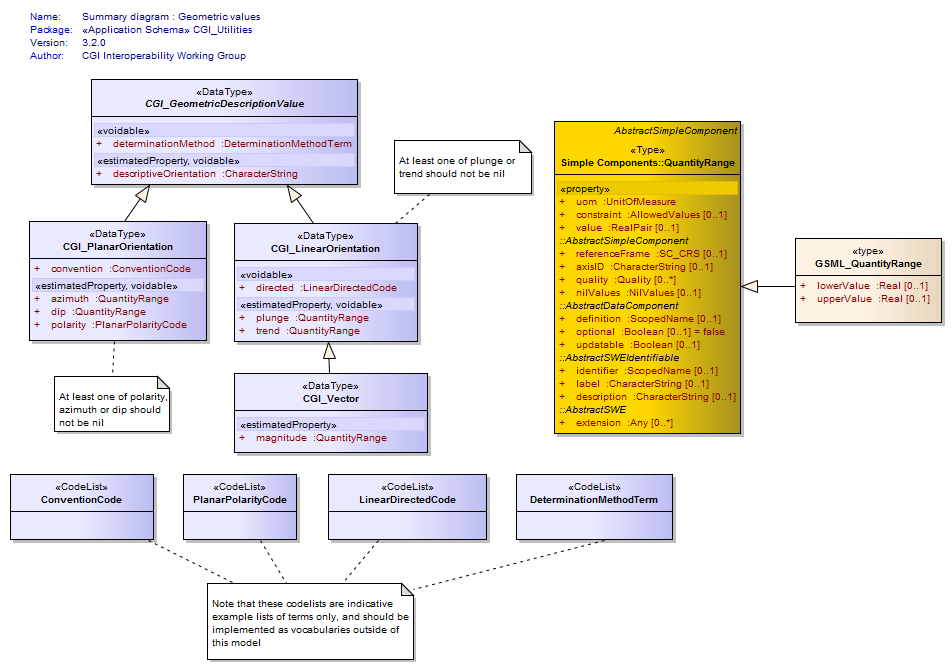 Name: Summary diagram : Geometric values
Package: «Application Schema» CGI_Utilities
Version: 3.2.0
Author: CGI Interoperability Working Group
«DataType»
CGI_GeometricDescriptionValue
«voidable»
+ determinationMethod :DeterminationMethodTerm
«estimatedProperty, voidable»
+ descriptiveOrientation :CharacterString
At least one of plunge or
trend should not be nil
AbstractSimpleComponent
«Type»
Simple Components::QuantityRange
«property»
+ uom :UnitOfMeasure
+ constraint :AllowedValues [0..1]
+ value :RealPair [0..1]
::AbstractSimpleComponent
+ referenceFrame :SC_CRS [0..1]
+ axisID :CharacterString [0..1]
+ quality :Quality [0..*]
+ nilValues :NilValues [0..1]
::AbstractDataComponent
+ definition :ScopedName [0..1]
+ optional :Boolean [0..1] = false
+ updatable :Boolean [0..1]
::AbstractSWEIdentifiable
+ identifier :ScopedName [0..1]
+ label :CharacterString [0..1]
+ description :CharacterString [0..1]
::AbstractSWE
+ extension :Any [0..*]
«type»
GSML_QuantityRange
+ lowerValue :Real [0..1]
+ upperValue :Real [0..1]
«DataType»
CGI_PlanarOrientation
+ convention :ConventionCode
«estimatedProperty, voidable»
+ azimuth :QuantityRange
+ dip :QuantityRange
+ polarity :PlanarPolarityCode
«DataType»
CGI_LinearOrientation
«voidable»
+ directed :LinearDirectedCode
«estimatedProperty, voidable»
+ plunge :QuantityRange
+ trend :QuantityRange
At least one of polarity,
azimuth or dip should
not be nil
«DataType»
CGI_Vector
«estimatedProperty»
+ magnitude :QuantityRange
«CodeList»
ConventionCode
«CodeList»
PlanarPolarityCode
«CodeList»
LinearDirectedCode
«CodeList»
DeterminationMethodTerm
Note that these codelists are indicative
example lists of terms only, and should be
implemented as vocabularies outside of
this model